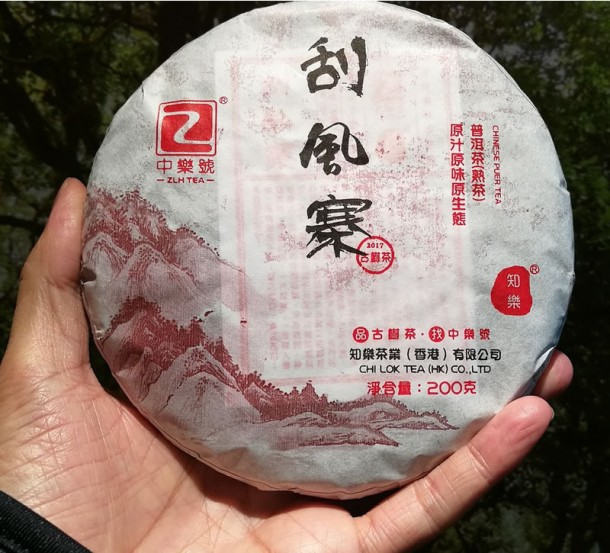 刮風寨
2017
古樹茶
中樂號
ZLH TEA
CHINESE PUER TEA
普洱茶(熟茶)
原汁原味原生態
知樂
品古樹茶·找中樂號
知樂茶業(香港)有限公司
CHI LOK TEA (HK) CO.,LTD
淨含量:200克